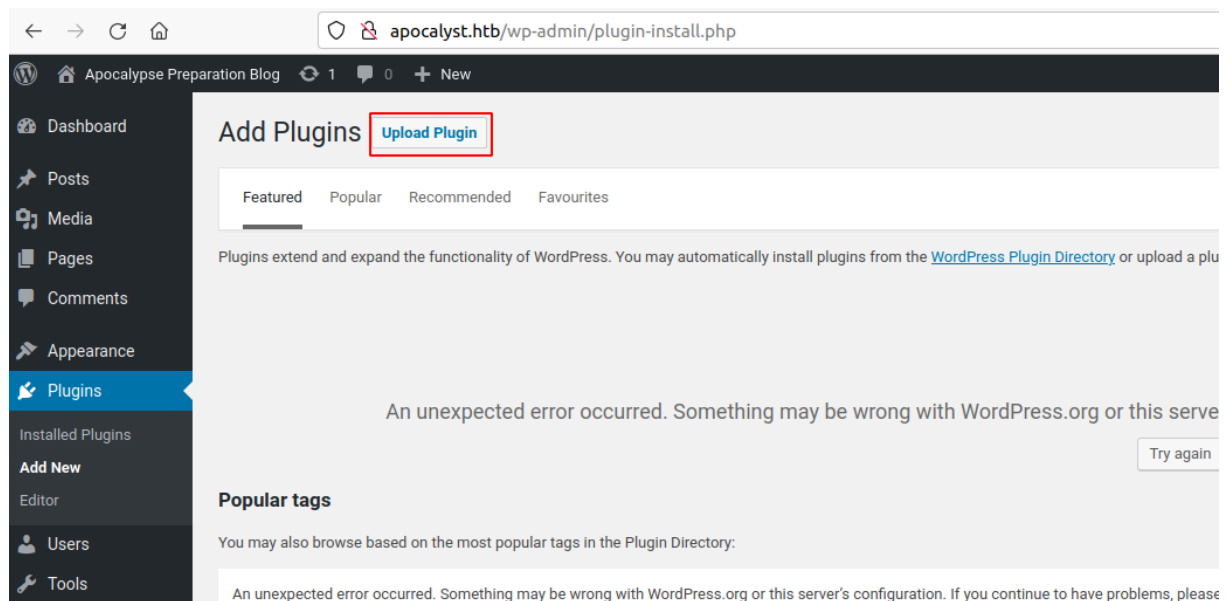 apocalyst.htb/wp-admin/plugin-install.php
Apocalypse Preparation Blog 1 0 New
Dashboard
Posts
Media
Pages
Comments
Appearance
Plugins
Installed Plugins
Add New
Editor
Users
Tools
Add Plugins Upload Plugin
Featured Popular Recommended Favourites
Plugins extend and expand the functionality of WordPress. You may automatically install plugins from the WordPress Plugin Directory or upload a plu
An unexpected error occurred. Something may be wrong with WordPress.org or this serve
Try again
Popular tags
You may also browse based on the most popular tags in the Plugin Directory:
An unexpected error occurred. Something may be wrong with WordPress.org or this server's configuration. If you continue to have problems, please